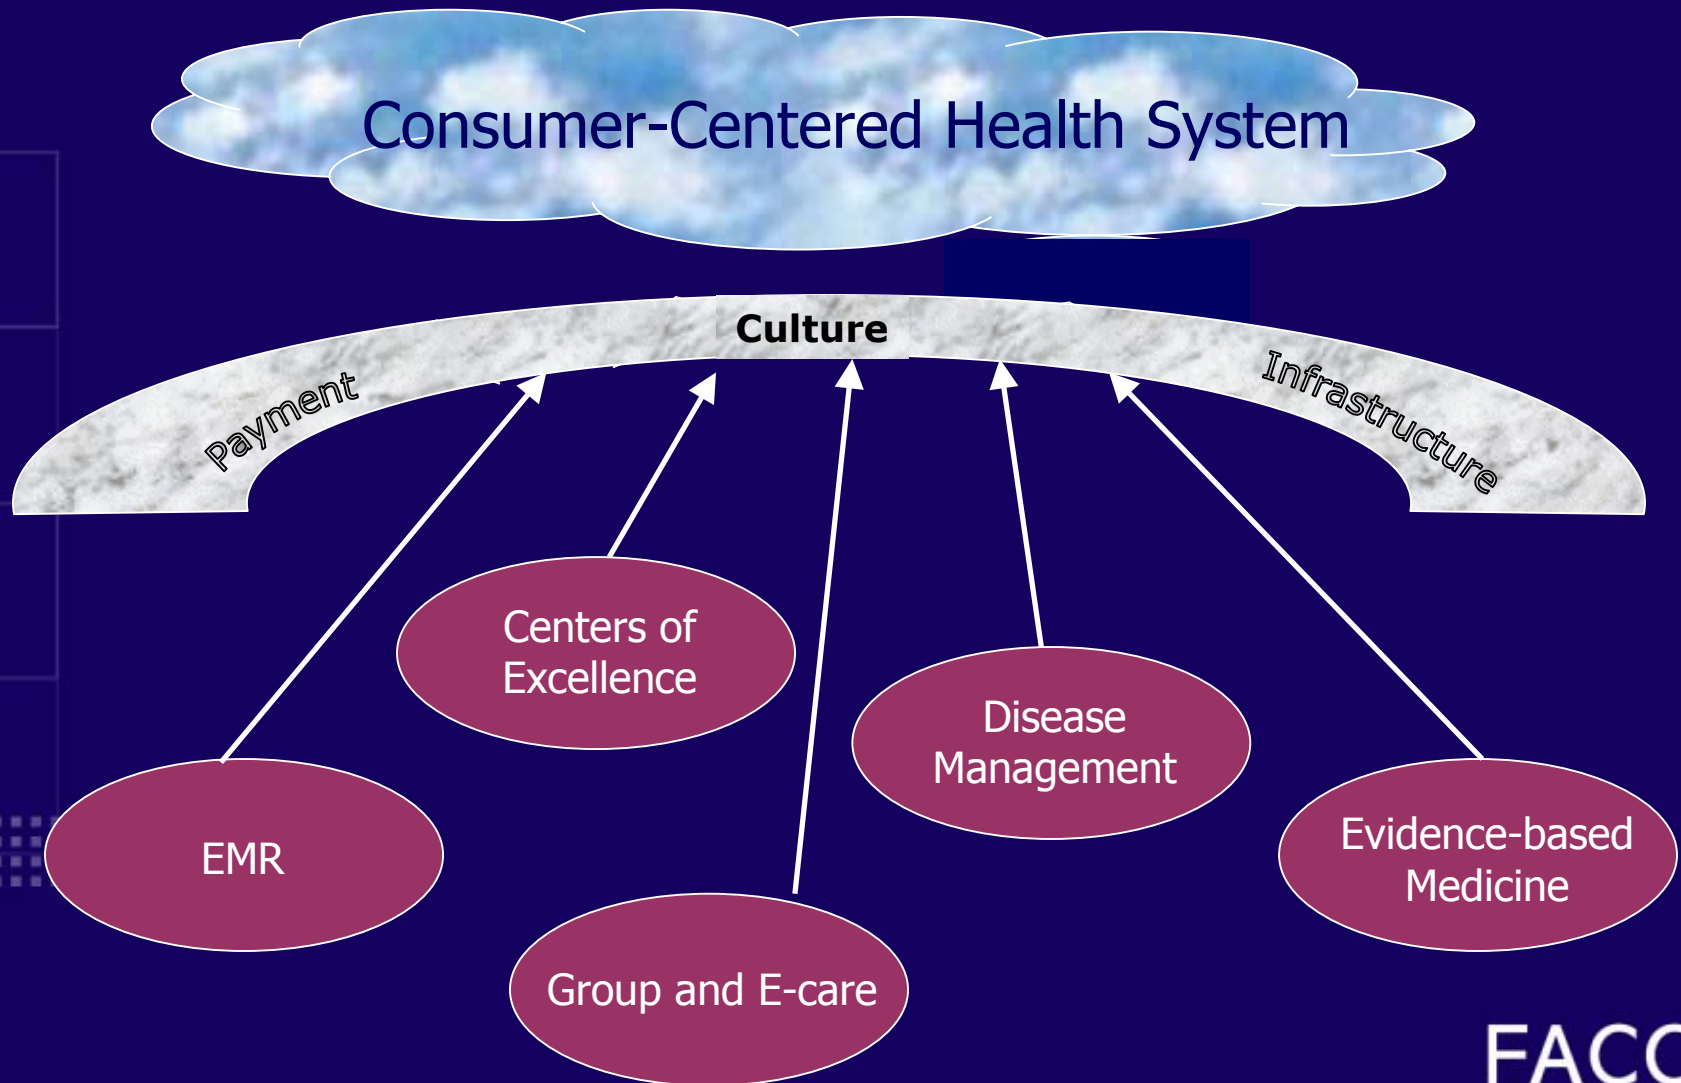 Consumer-Centered Health System
Culture
Payment
Infrastructure
Centers of
Excellence
Disease
Management
EMR
Evidence-based
Medicine
Group and E-care
FACC